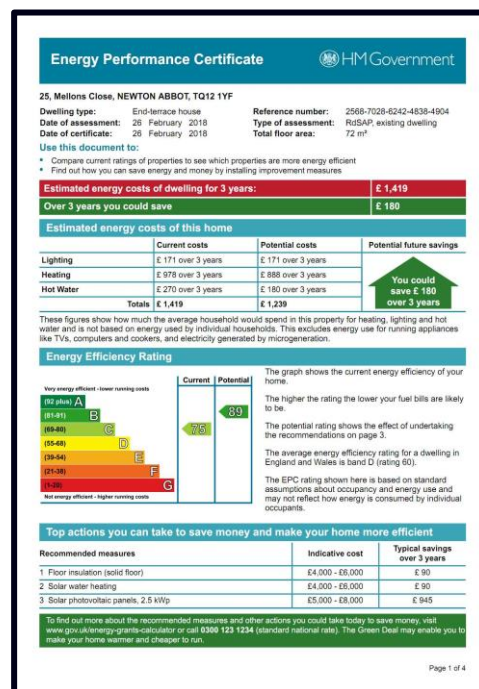 Energy Performance Certificate
HM Government
25, Mellons Close, NEWTON ABBOT, TQ12 1YF
Dwelling type: End-terrace house
Date of assessment: 26 February 2018
Date of certificate: 26 February 2018
Reference number: 2568-7028-6242-4838-4904
Type of assessment: RdSAP, existing dwelling
Total floor area: 72 m²
Use this document to:
• Compare current ratings of properties to see which properties are more energy efficient
• Find out how you can save energy and money by installing improvement measures
Estimated energy costs of dwelling for 3 years: £ 1,419
Over 3 years you could save £ 180
Estimated energy costs of this home
Current costs Potential costs Potential future savings
Lighting £ 171 over 3 years £ 171 over 3 years
Heating £ 978 over 3 years £ 888 over 3 years
Hot Water £ 270 over 3 years £ 180 over 3 years
Totals £ 1,419 £ 1,239
You could
save £ 180
over 3 years
These figures show how much the average household would spend in this property for heating, lighting and hot
water and is not based on energy used by individual households. This excludes energy use for running appliances
like TVs, computers and cookers, and electricity generated by microgeneration.
Energy Efficiency Rating
Current Potential
Very energy efficient - lower running costs
(92 plus) A
(81-91) B
(69-80) C
(55-68) D
(39-54) E
(21-38) F
(1-20) G
Not energy efficient - higher running costs
75
89
The graph shows the current energy efficiency of your
home.
The higher the rating the lower your fuel bills are likely
to be.
The potential rating shows the effect of undertaking
the recommendations on page 3.
The average energy efficiency rating for a dwelling in
England and Wales is band D (rating 60).
The EPC rating shown here is based on standard
assumptions about occupancy and energy use and
may not reflect how energy is consumed by individual
occupants.
Top actions you can take to save money and make your home more efficient
Recommended measures Indicative cost Typical savings
over 3 years
1 Floor insulation (solid floor) £4,000 - £6,000 £ 90
2 Solar water heating £4,000 - £6,000 £ 90
3 Solar photovoltaic panels, 2.5 kWp £5,000 - £8,000 £ 945
To find out more about the recommended measures and other actions you could take today to save money, visit
www.gov.uk/energy-grants-calculator or call 0300 123 1234 (standard national rate). The Green Deal may enable you to
make your home warmer and cheaper to run.
Page 1 of 4